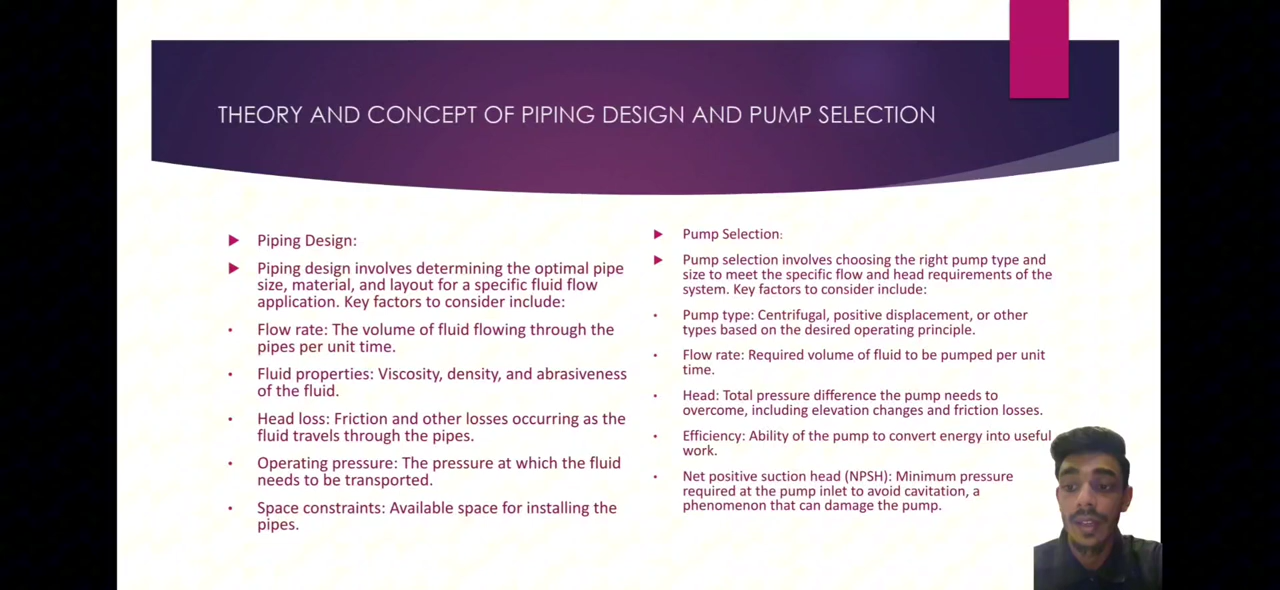 THEORY AND CONCEPT OF PIPING DESIGN AND PUMP SELECTION
Piping Design:
Piping design involves determining the optimal pipe
size, material, and layout for a specific fluid flow
application. Key factors to consider include:
Flow rate: The volume of fluid flowing through the
pipes per unit time.
Fluid properties: Viscosity, density, and abrasiveness
of the fluid.
Head loss: Friction and other losses occurring as the
fluid travels through the pipes.
Operating pressure: The pressure at which the fluid
needs to be transported.
Space constraints: Available space for installing the
pipes.
Pump Selection:
Pump selection involves choosing the right pump type and
size to meet the specific flow and head requirements of the
system. Key factors to consider include:
Pump type: Centrifugal, positive displacement, or other
types based on the desired operating principle.
Flow rate: Required volume of fluid to be pumped per unit
time.
Head: Total pressure difference the pump needs to
overcome, including elevation changes and friction losses.
Efficiency: Ability of the pump to convert energy into useful
work.
Net positive suction head (NPSH): Minimum pressure
required at the pump inlet to avoid cavitation, a
phenomenon that can damage the pump.